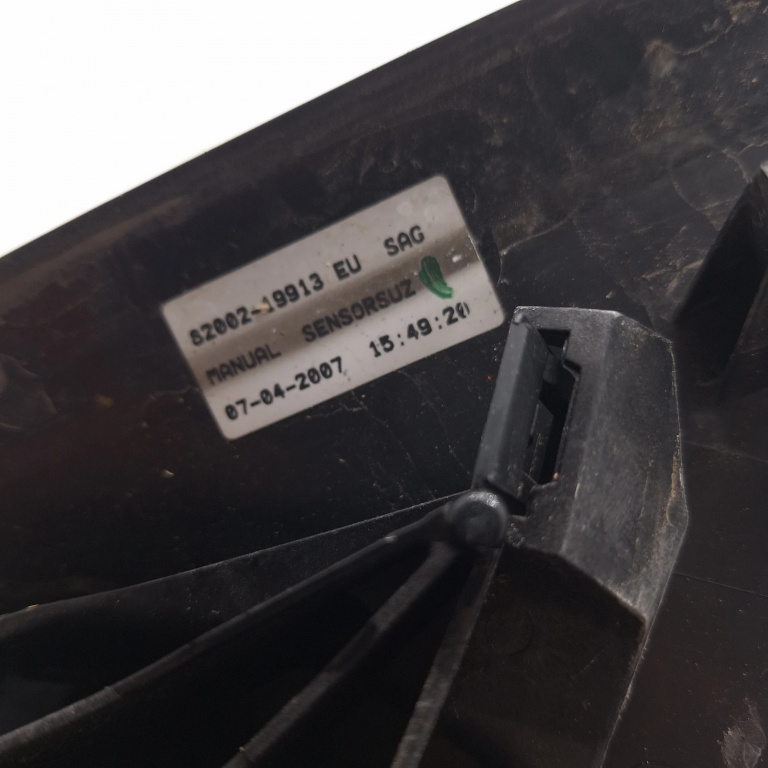 82002-19913 EU SAG
MANUAL SENSORSUZ
07-04-2007 15:49:20